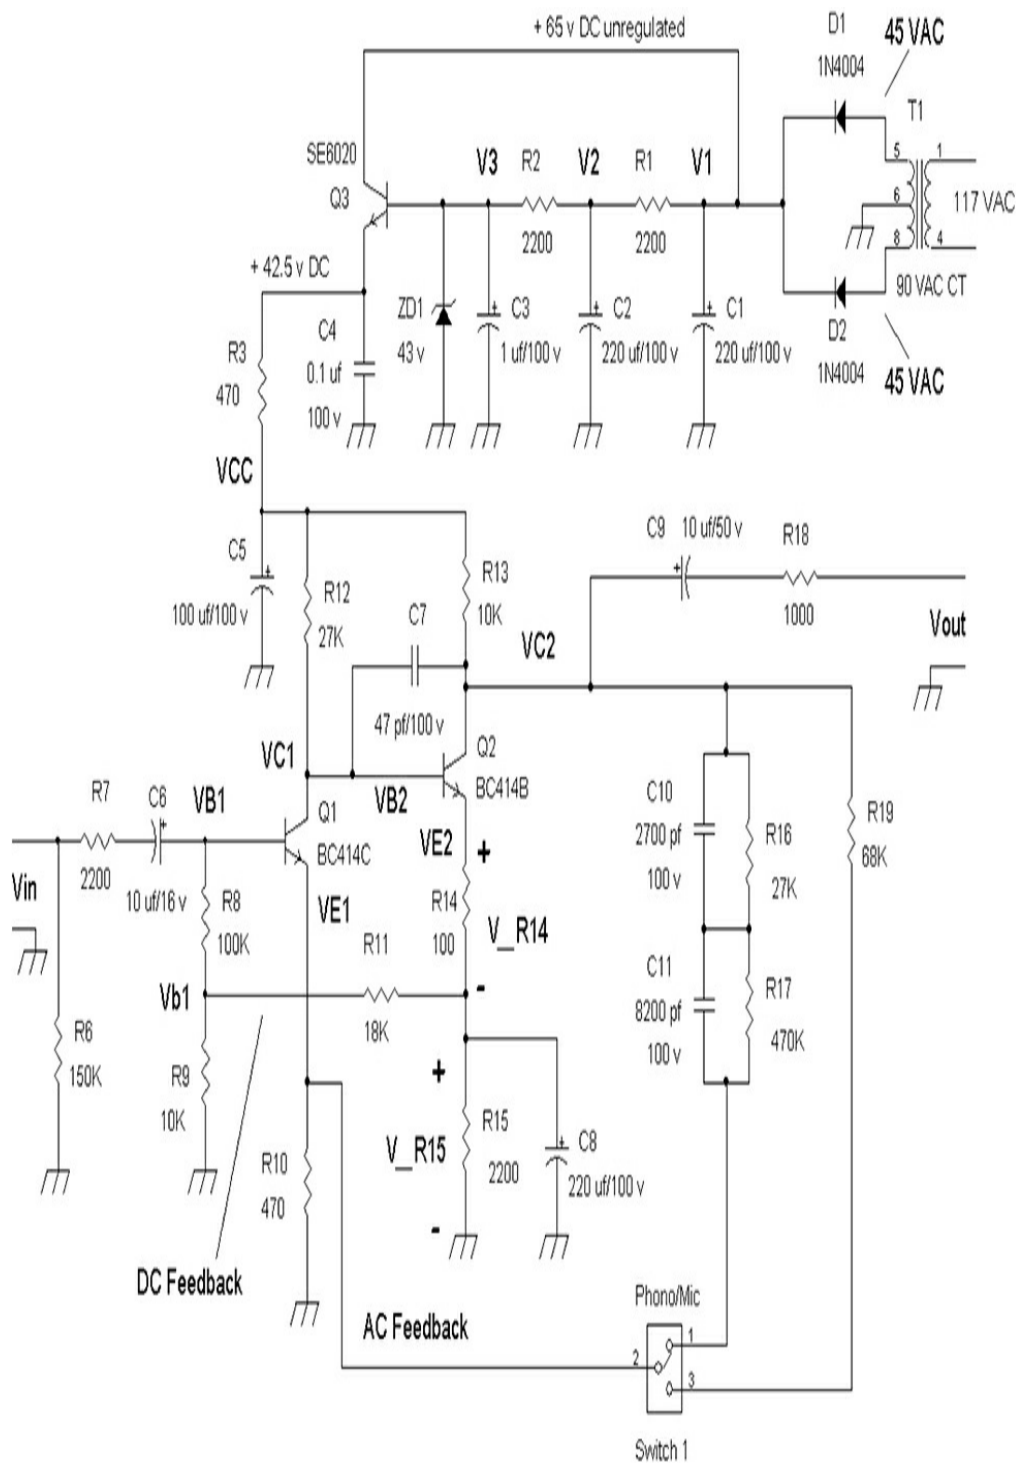 + 65 v DC unregulated
D1
1N4004
45 VAC
T1
SE6020
Q3
V3
R2
2200
V2
R1
2200
V1
5
6
8
1
4
117 VAC
90 VAC CT
+ 42.5 v DC
C4
0.1 uf
100 v
ZD1
43 v
C3
1 uf/100 v
C2
220 uf/100 v
C1
220 uf/100 v
D2
1N4004
45 VAC
R3
470
VCC
C5
100 uf/100 v
R12
27K
C7
47 pf/100 v
R13
10K
VC2
C9
10 uf/50 v
R18
1000
Vout
VC1
VB2
Q2
BC414B
R7
2200
C6
10 uf/16 v
VB1
Q1
BC414C
VE1
VE2
+
R14
100
V_R14
-
C10
2700 pf
100 v
R16
27K
R19
68K
Vin
R8
100K
R11
18K
Vb1
C11
8200 pf
100 v
R17
470K
R6
150K
R9
10K
+
V_R15
-
R15
2200
C8
220 uf/100 v
R10
470
DC Feedback
AC Feedback
Phono/Mic
1
2
3
Switch 1